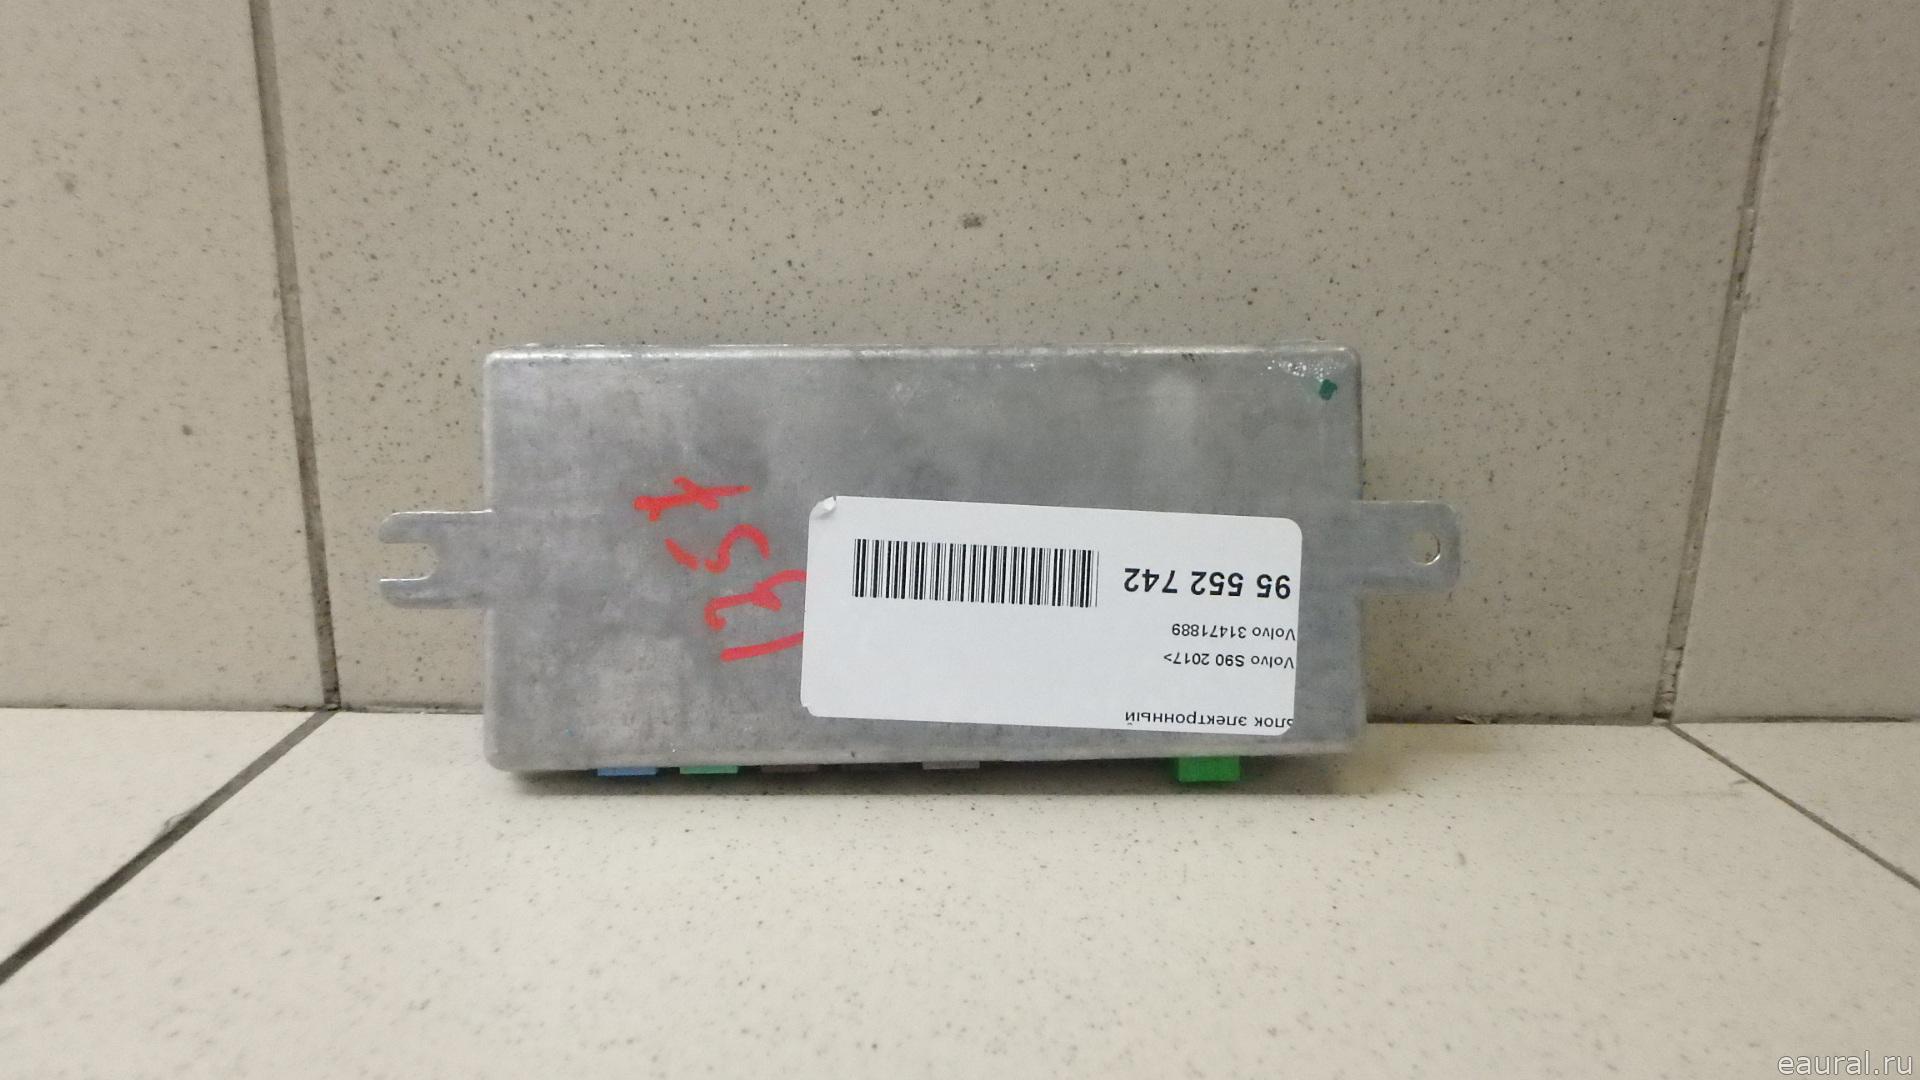 Блок электронный
Volvo S90 2017>
Volvo 31471889
95 552 742
eaural.ru